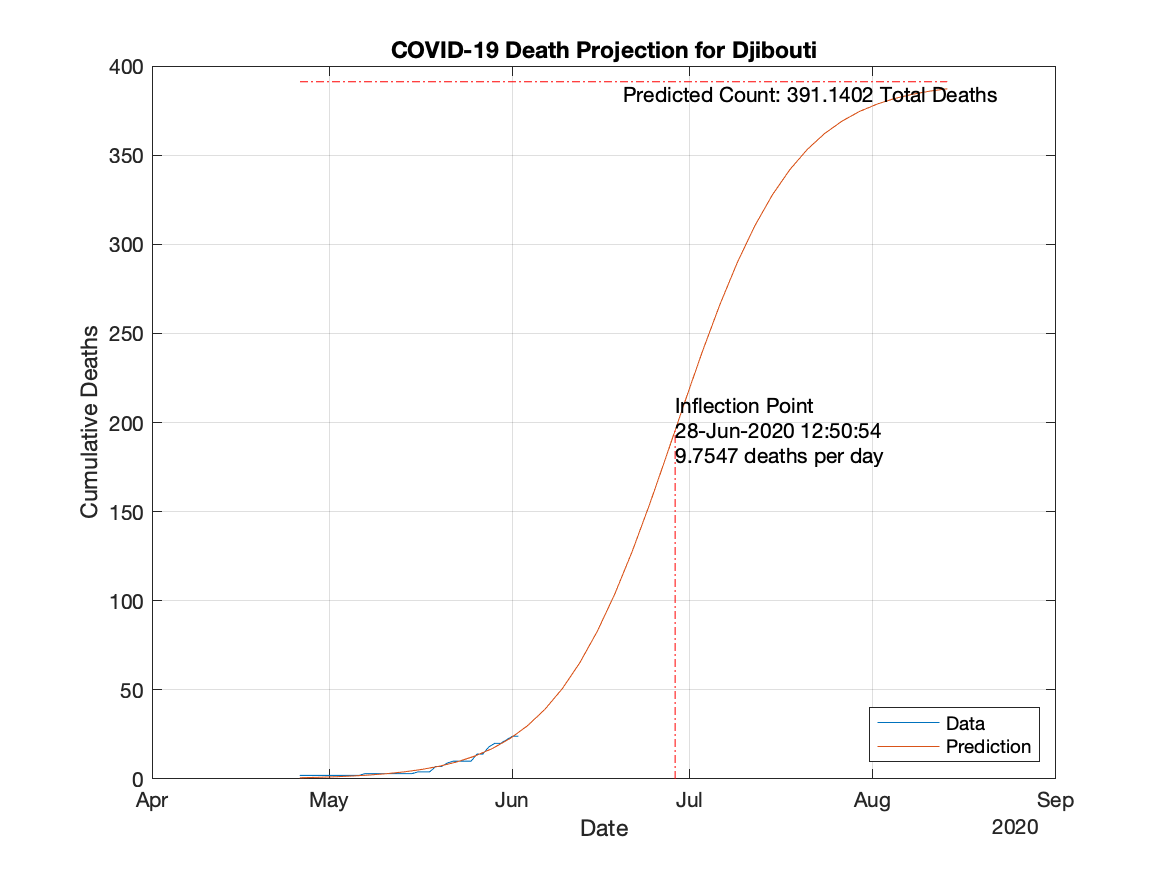 COVID-19 Death Projection for Djibouti
400
Predicted Count: 391.1402 Total Deaths
350
300
250
Cumulative Deaths
Inflection Point
200
28-Jun-2020 12:50:54
9.7547 deaths per day
150
100
50
Data
Prediction
0
Apr May Jun Jul Aug Sep
Date
2020